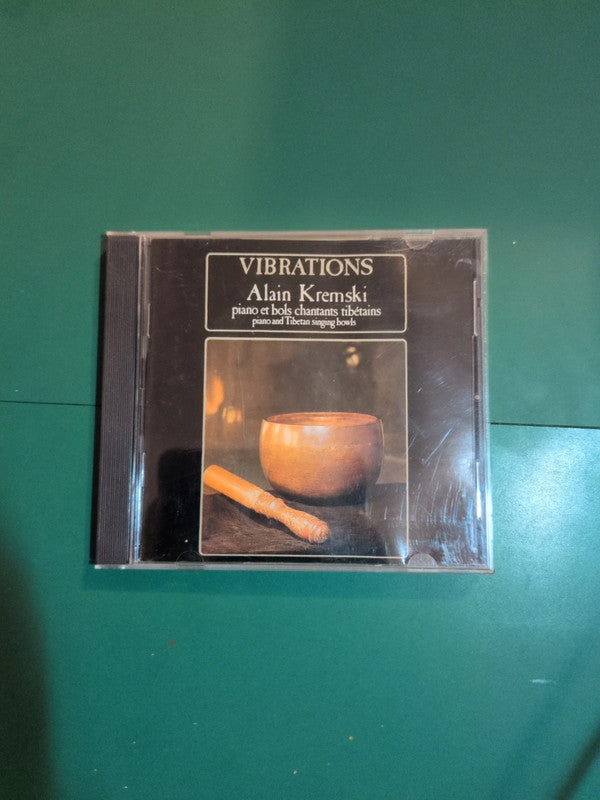 VIBRATIONS
Alain Kremski
piano et bols chantants tibétains
piano and Tibetan singing bowls